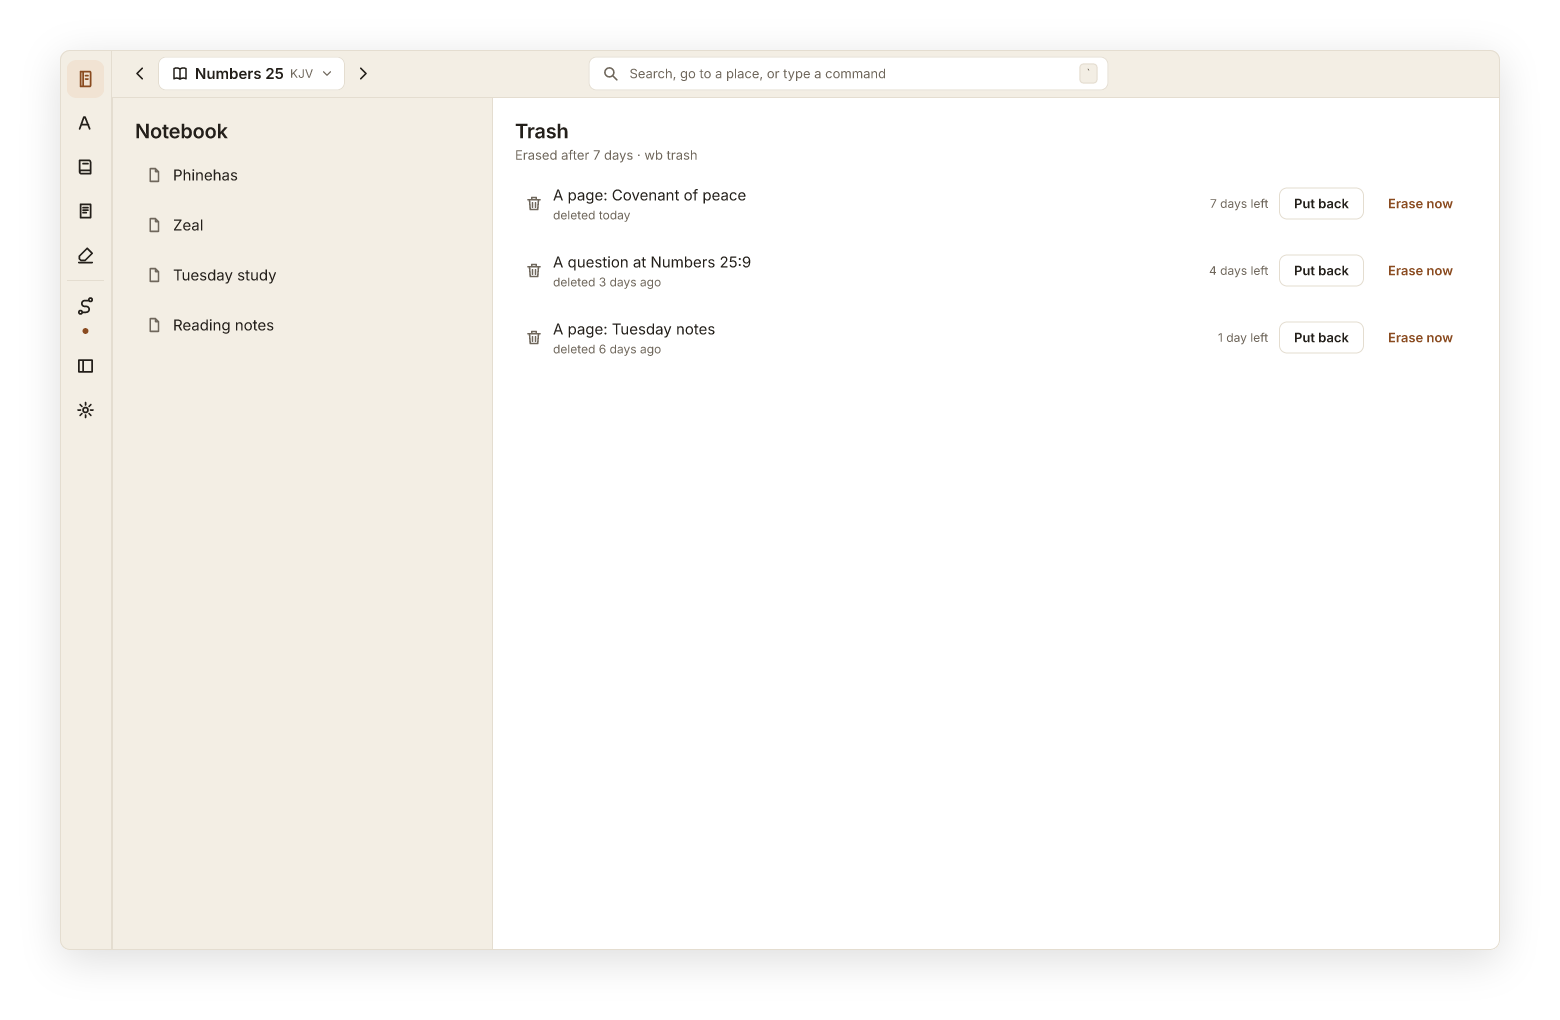 Numbers 25 KJV
Search, go to a place, or type a command
Notebook
Phinehas
Zeal
Tuesday study
Reading notes
Trash
Erased after 7 days · wb trash
A page: Covenant of peace
deleted today
7 days left
Put back
Erase now
A question at Numbers 25:9
deleted 3 days ago
4 days left
Put back
Erase now
A page: Tuesday notes
deleted 6 days ago
1 day left
Put back
Erase now